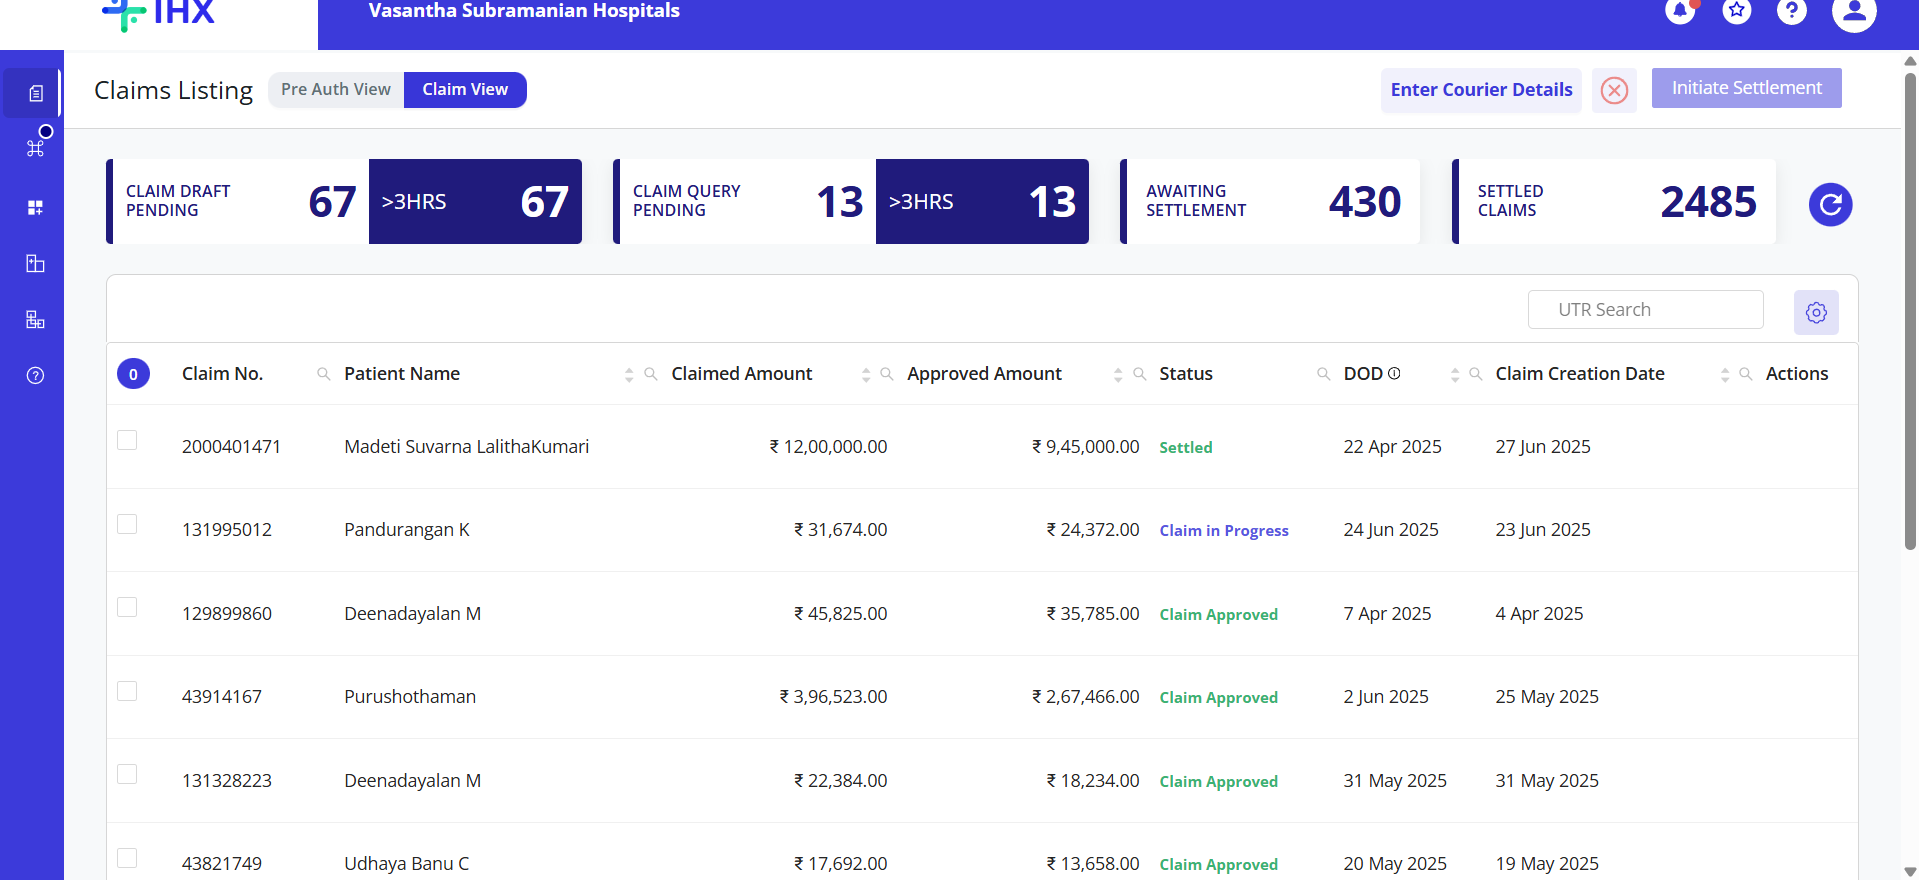 IHX
Vasantha Subramanian Hospitals
Claims Listing
Pre Auth View
Claim View
Enter Courier Details
Initiate Settlement
CLAIM DRAFT
PENDING
67
>3HRS
67
CLAIM QUERY
PENDING
13
>3HRS
13
AWAITING
SETTLEMENT
430
SETTLED
CLAIMS
2485
UTR Search
0 Claim No. Patient Name Claimed Amount Approved Amount Status DOD Claim Creation Date Actions
2000401471 Madeti Suvarna LalithaKumari ₹ 12,00,000.00 ₹ 9,45,000.00 Settled 22 Apr 2025 27 Jun 2025
131995012 Pandurangan K ₹ 31,674.00 ₹ 24,372.00 Claim in Progress 24 Jun 2025 23 Jun 2025
129899860 Deenadayalan M ₹ 45,825.00 ₹ 35,785.00 Claim Approved 7 Apr 2025 4 Apr 2025
43914167 Purushothaman ₹ 3,96,523.00 ₹ 2,67,466.00 Claim Approved 2 Jun 2025 25 May 2025
131328223 Deenadayalan M ₹ 22,384.00 ₹ 18,234.00 Claim Approved 31 May 2025 31 May 2025
43821749 Udhaya Banu C ₹ 17,692.00 ₹ 13,658.00 Claim Approved 20 May 2025 19 May 2025